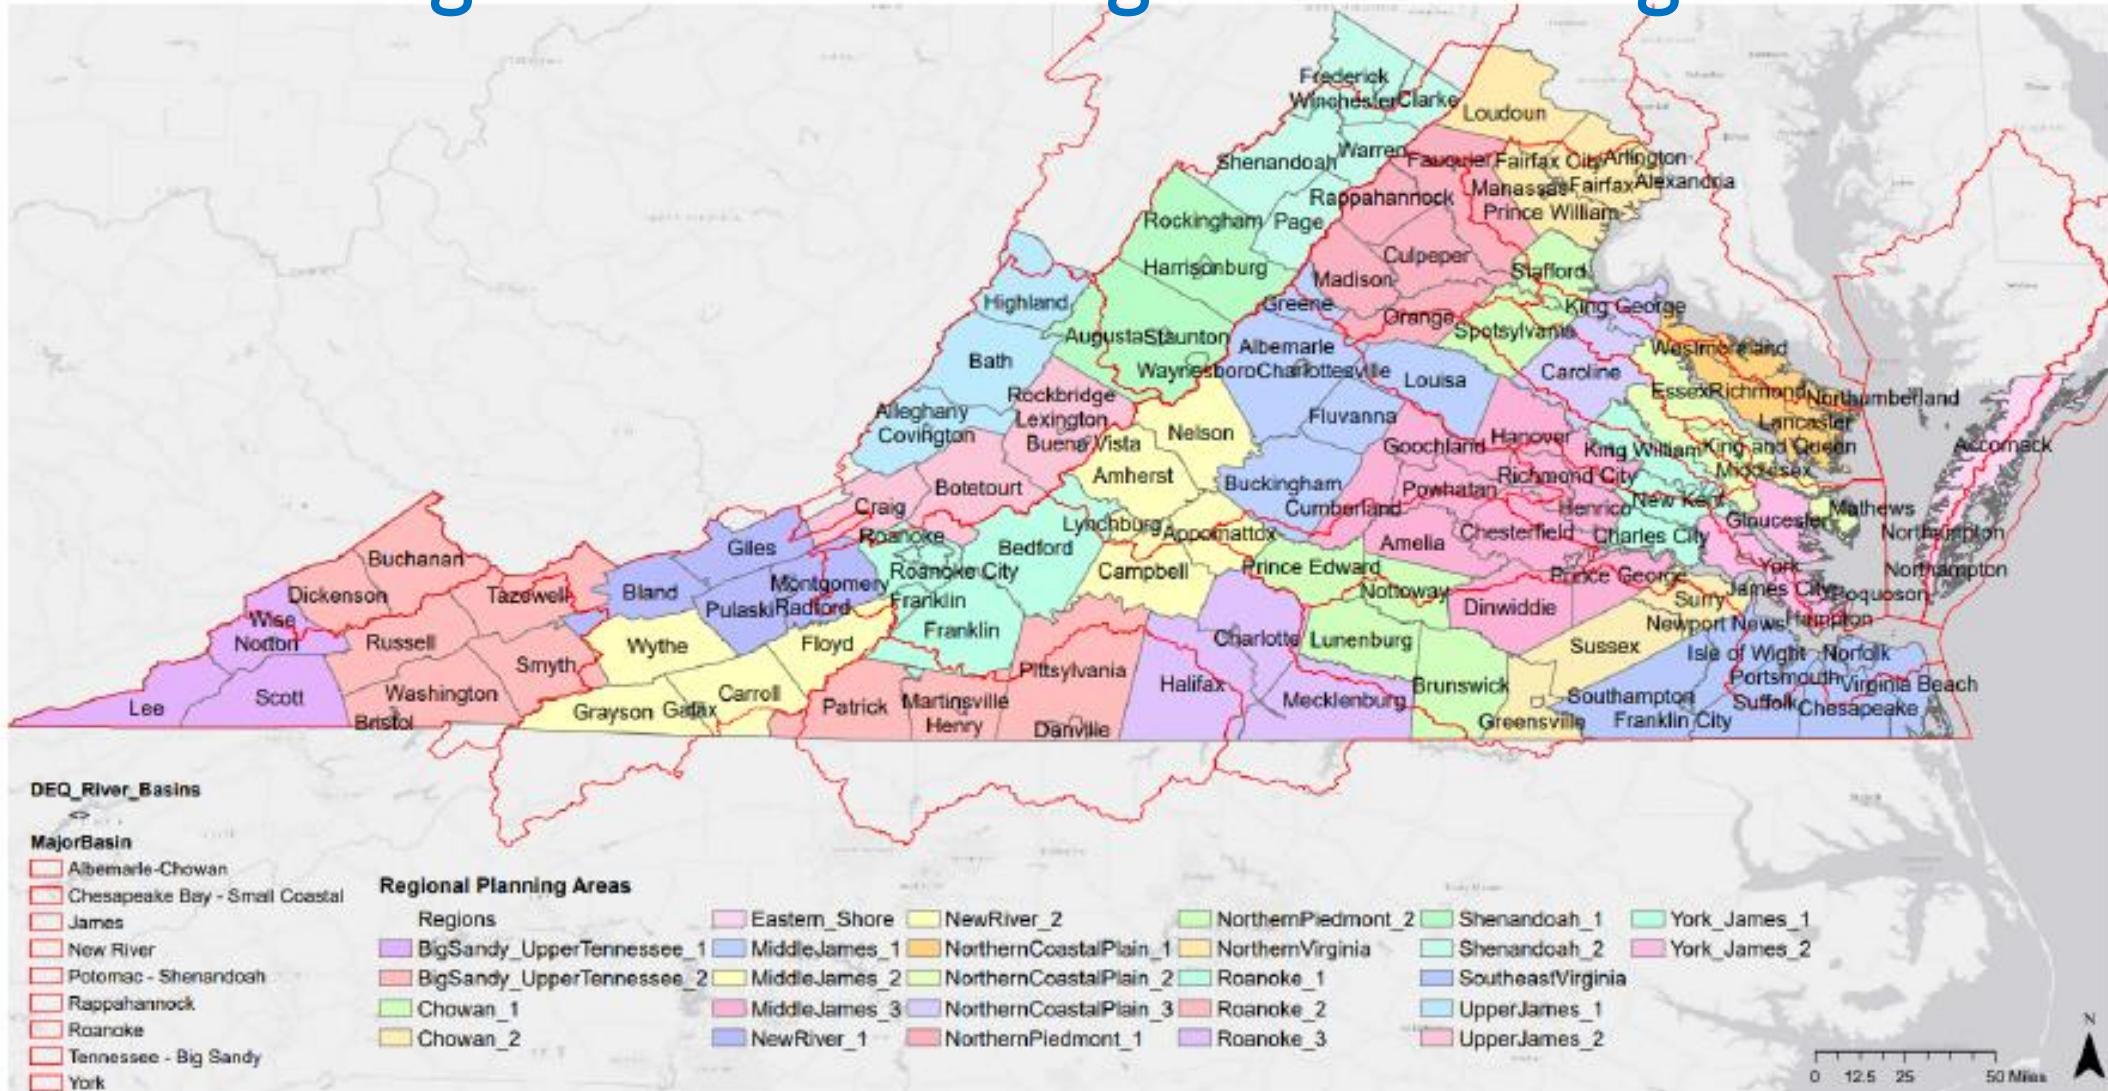 Frederick
Winchester Clarke
Loudoun
Shenandoah Warren Fauquier Fairfax City Arlington
Rappahannock Manassas Fairfax Alexandria
Rockingham Page Prince William
Harrisonburg Madison Culpeper Stafford
Highland Greene Orange King George
Augusta Staunton Albemarle Spotsylvania Westmoreland
Bath Waynesboro Charlottesville Louisa Caroline
Rockbridge Essex Richmond Northumberland
Alleghany Lexington Fluvanna Lancaster
Covington Buena Vista Nelson Goochland Hanover King William King and Queen Accomack
Amherst Buckingham Richmond City Middlesex
Botetourt Powhatan New Kent
Craig Cumberland Henrico Mathews
Roanoke Lynchburg Appomattox Chesterfield Charles City Gloucester Northampton
Buchanan Giles Bedford Amelia
Dickenson Tazewell Bland Montgomery Roanoke City Campbell Prince Edward Prince George York Northampton
Wise Pulaski Radford Franklin Nottoway Dinwiddie Surry James City Poquoson
Norton Russell Wythe Floyd Franklin Charlotte Lunenburg Sussex Newport News Hampton
Smyth Pittsylvania Isle of Wight Norfolk
Lee Scott Washington Carroll Patrick Martinsville Halifax Mecklenburg Brunswick Southampton Portsmouth Virginia Beach
Bristol Grayson Galax Henry Danville Greensville Franklin City Suffolk Chesapeake
DEQ_River_Basins
<>
MajorBasin
Albemarle-Chowan
Chesapeake Bay - Small Coastal
James
New River
Potomac - Shenandoah
Rappahannock
Roanoke
Tennessee - Big Sandy
York
Regional Planning Areas
Regions
BigSandy_UpperTennessee_1
BigSandy_UpperTennessee_2
Chowan_1
Chowan_2
Eastern_Shore
MiddleJames_1
MiddleJames_2
MiddleJames_3
NewRiver_1
NewRiver_2
NorthernCoastalPlain_1
NorthernCoastalPlain_2
NorthernCoastalPlain_3
NorthernPiedmont_1
NorthernPiedmont_2
NorthernVirginia
Roanoke_1
Roanoke_2
Roanoke_3
Shenandoah_1
Shenandoah_2
SoutheastVirginia
UpperJames_1
UpperJames_2
York_James_1
York_James_2
N
0 12.5 25 50 Miles